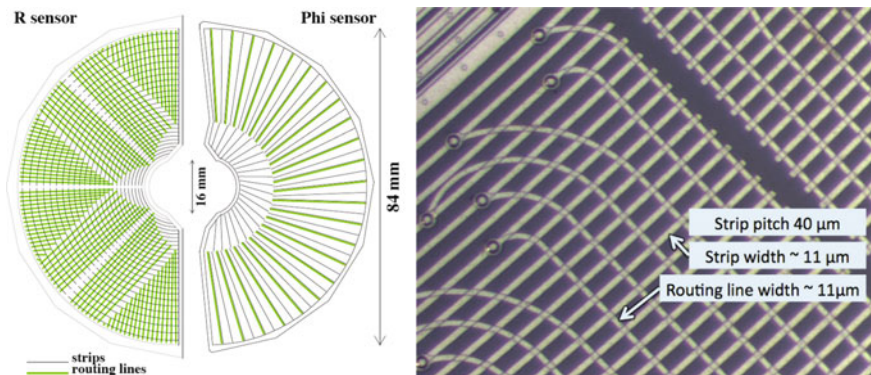 R sensor
Phi sensor
16 mm
84 mm
strips
routing lines
Strip pitch 40 µm
Strip width ~ 11 µm
Routing line width ~ 11µm